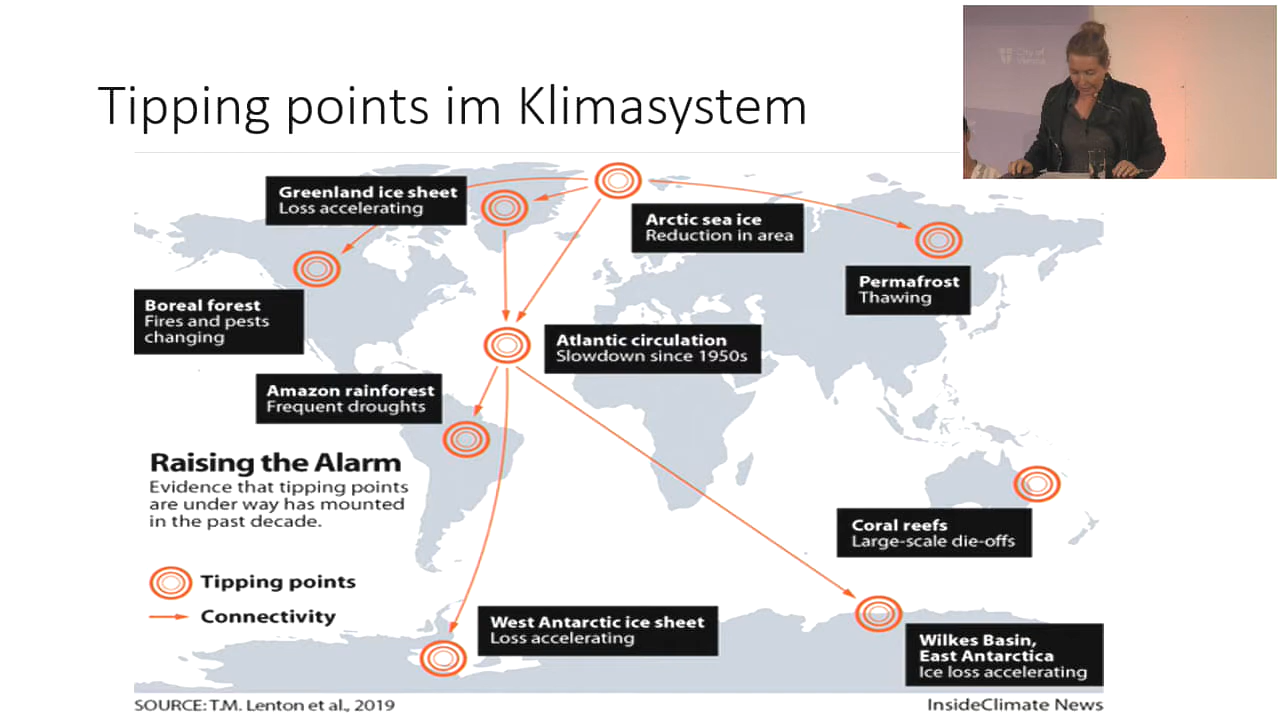 Tipping points im Klimasystem
City of
Vienna
Greenland ice sheet
Loss accelerating
Arctic sea ice
Reduction in area
Permafrost
Thawing
Boreal forest
Fires and pests
changing
Atlantic circulation
Slowdown since 1950s
Amazon rainforest
Frequent droughts
Raising the Alarm
Evidence that tipping points
are under way has mounted
in the past decade.
Coral reefs
Large-scale die-offs
Tipping points
Connectivity
West Antarctic ice sheet
Loss accelerating
Wilkes Basin,
East Antarctica
Ice loss accelerating
SOURCE: T.M. Lenton et al., 2019
InsideClimate News